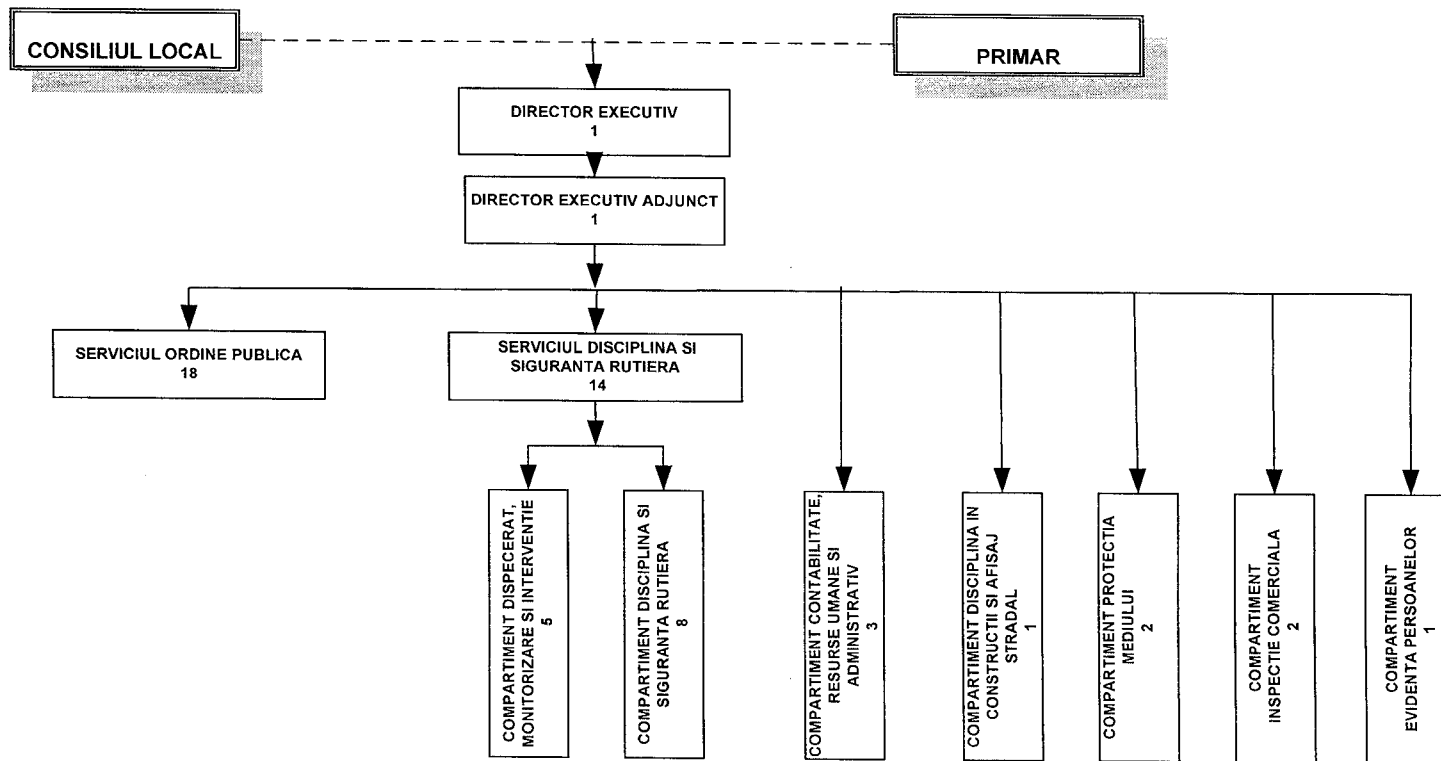 CONSILIUL LOCAL
PRIMAR
DIRECTOR EXECUTIV
1
DIRECTOR EXECUTIV ADJUNCT
1
SERVICIUL ORDINE PUBLICA
18
SERVICIUL DISCIPLINA SI
SIGURANTA RUTIERA
14
COMPARTIMENT DISPECERAT,
MONITORIZARE SI INTERVENTIE
5
COMPARTIMENT DISCIPLINA SI
SIGURANTA RUTIERA
8
COMPARTIMENT CONTABILITATE,
RESURSE UMANE SI
ADMINISTRATIV
3
COMPARTIMENT DISCIPLINA IN
CONSTRUCTII SI AFISAJ
STRADAL
1
COMPARTIMENT PROTECTIA
MEDIULUI
2
COMPARTIMENT
INSPECTIE COMERCIALA
2
COMPARTIMENT
EVIDENTA PERSOANELOR
1